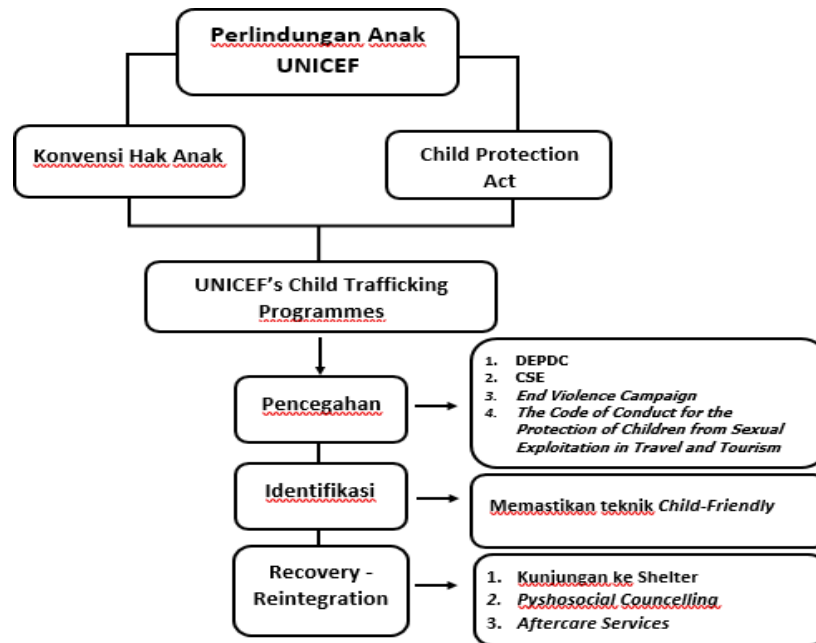 Perlindungan Anak
UNICEF
Konvensi Hak Anak
Child Protection
Act
UNICEF's Child Trafficking
Programmes
Pencegahan
1. DEPDC
2. CSE
3. End Violence Campaign
4. The Code of Conduct for the
Protection of Children from Sexual
Exploitation in Travel and Tourism
Identifikasi
Memastikan teknik Child-Friendly
Recovery -
Reintegration
1. Kunjungan ke Shelter
2. Pyshosocial Councelling
3. Aftercare Services